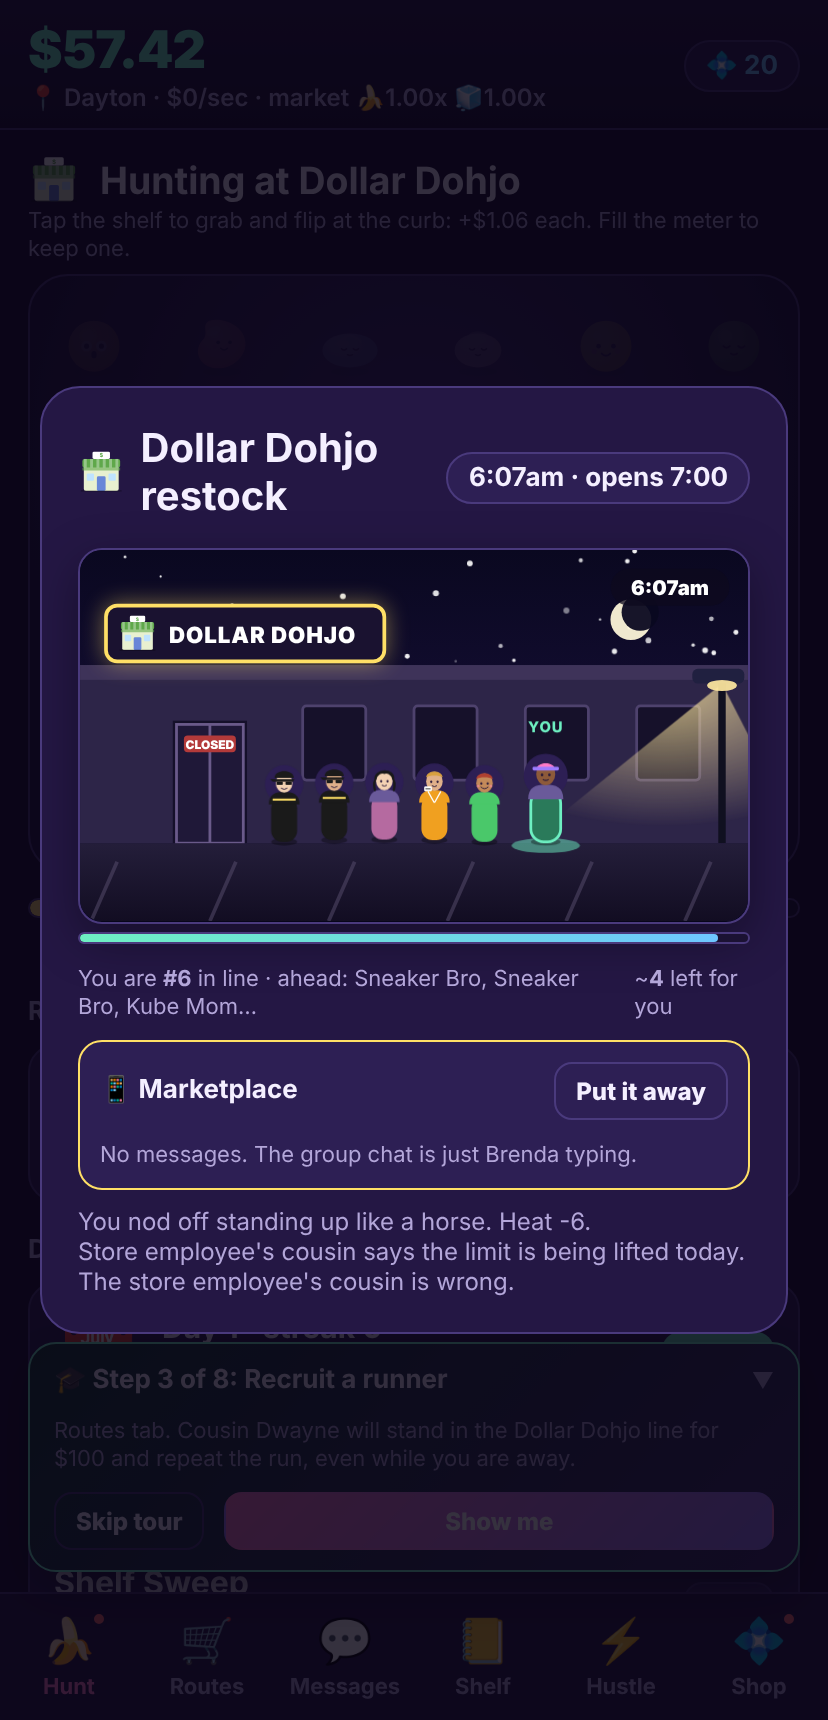 $57.42
📍 Dayton · $0/sec · market 🍌1.00x 🧊1.00x
💠 20
Hunting at Dollar Dohjo
Tap the shelf to grab and flip at the curb: +$1.06 each. Fill the meter to
keep one.
Dollar Dohjo
restock
6:07am · opens 7:00
6:07am
DOLLAR DOHJO
YOU
CLOSED
You are #6 in line · ahead: Sneaker Bro, Sneaker
Bro, Kube Mom...
~4 left for
you
📱 Marketplace
Put it away
No messages. The group chat is just Brenda typing.
You nod off standing up like a horse. Heat -6.
Store employee's cousin says the limit is being lifted today.
The store employee's cousin is wrong.
🎓 Step 3 of 8: Recruit a runner
▼
Routes tab. Cousin Dwayne will stand in the Dollar Dohjo line for
$100 and repeat the run, even while you are away.
Skip tour
Show me
Shelf Sweep
Hunt
Routes
Messages
Shelf
Hustle
Shop